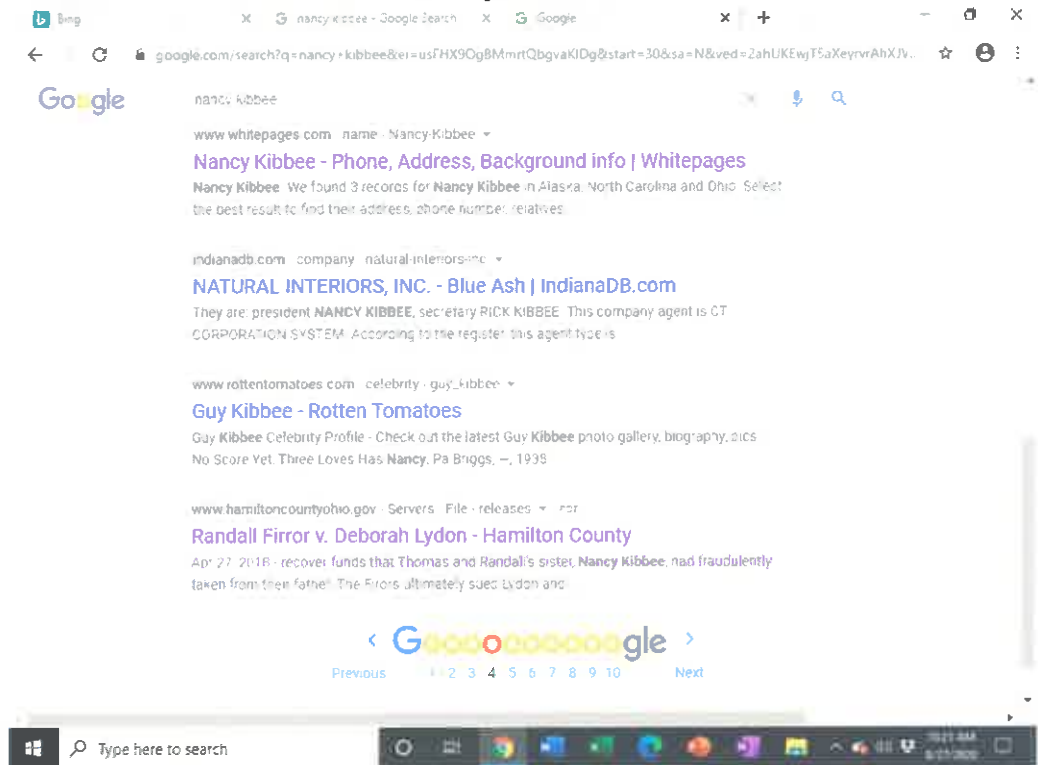 Bing
nancy kibbee - Google Search
Google
google.com/search?q=nancy+kibbee&ei=
Google
nancy kibbee
www.whitepages.com name Nancy-Kibbee
Nancy Kibbee - Phone, Address, Background info | Whitepages
Nancy Kibbee We found 3 records for Nancy Kibbee in Alaska, North Carolina and Ohio. Select
the best result to find their address, phone number, relatives
indianadb.com company natural-interiors-inc
NATURAL INTERIORS, INC. - Blue Ash | IndianaDB.com
They are: president NANCY KIBBEE, secretary RICK KIBBEE. This company agent is CT
CORPORATION SYSTEM. According to the register this agent type is
www.rottentomatoes.com celebrity guy_kibbee
Guy Kibbee - Rotten Tomatoes
Guy Kibbee Celebrity Profile - Check out the latest Guy Kibbee photo gallery, biography, pics
No Score Yet. Three Loves Has Nancy, Pa Briggs, —, 1938
www.hamiltoncountyohio.gov Servers File releases
Randall Firror v. Deborah Lydon - Hamilton County
Apr 27, 2018 - recover funds that Thomas and Randall's sister, Nancy Kibbee, had fraudulently
taken from their father. The Firrors ultimately sued Lydon and
Goooooooooogle
Previous 1 2 3 4 5 6 7 8 9 10 Next
Type here to search